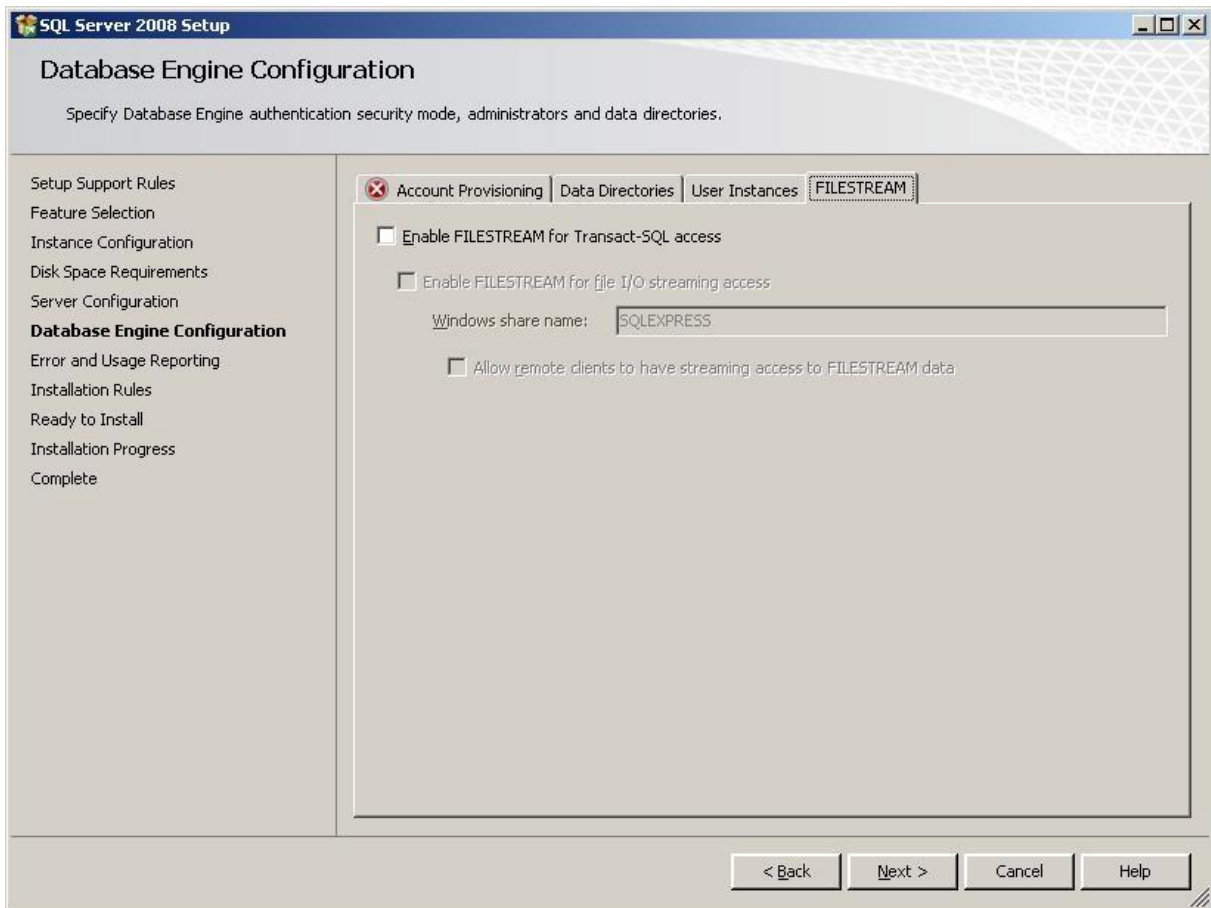 SQL Server 2008 Setup
Database Engine Configuration
Specify Database Engine authentication security mode, administrators and data directories.
Setup Support Rules
Feature Selection
Instance Configuration
Disk Space Requirements
Server Configuration
Database Engine Configuration
Error and Usage Reporting
Installation Rules
Ready to Install
Installation Progress
Complete
Account Provisioning Data Directories User Instances FILESTREAM
Enable FILESTREAM for Transact-SQL access
Enable FILESTREAM for file I/O streaming access
Windows share name: SQLEXPRESS
Allow remote clients to have streaming access to FILESTREAM data
< Back Next > Cancel Help